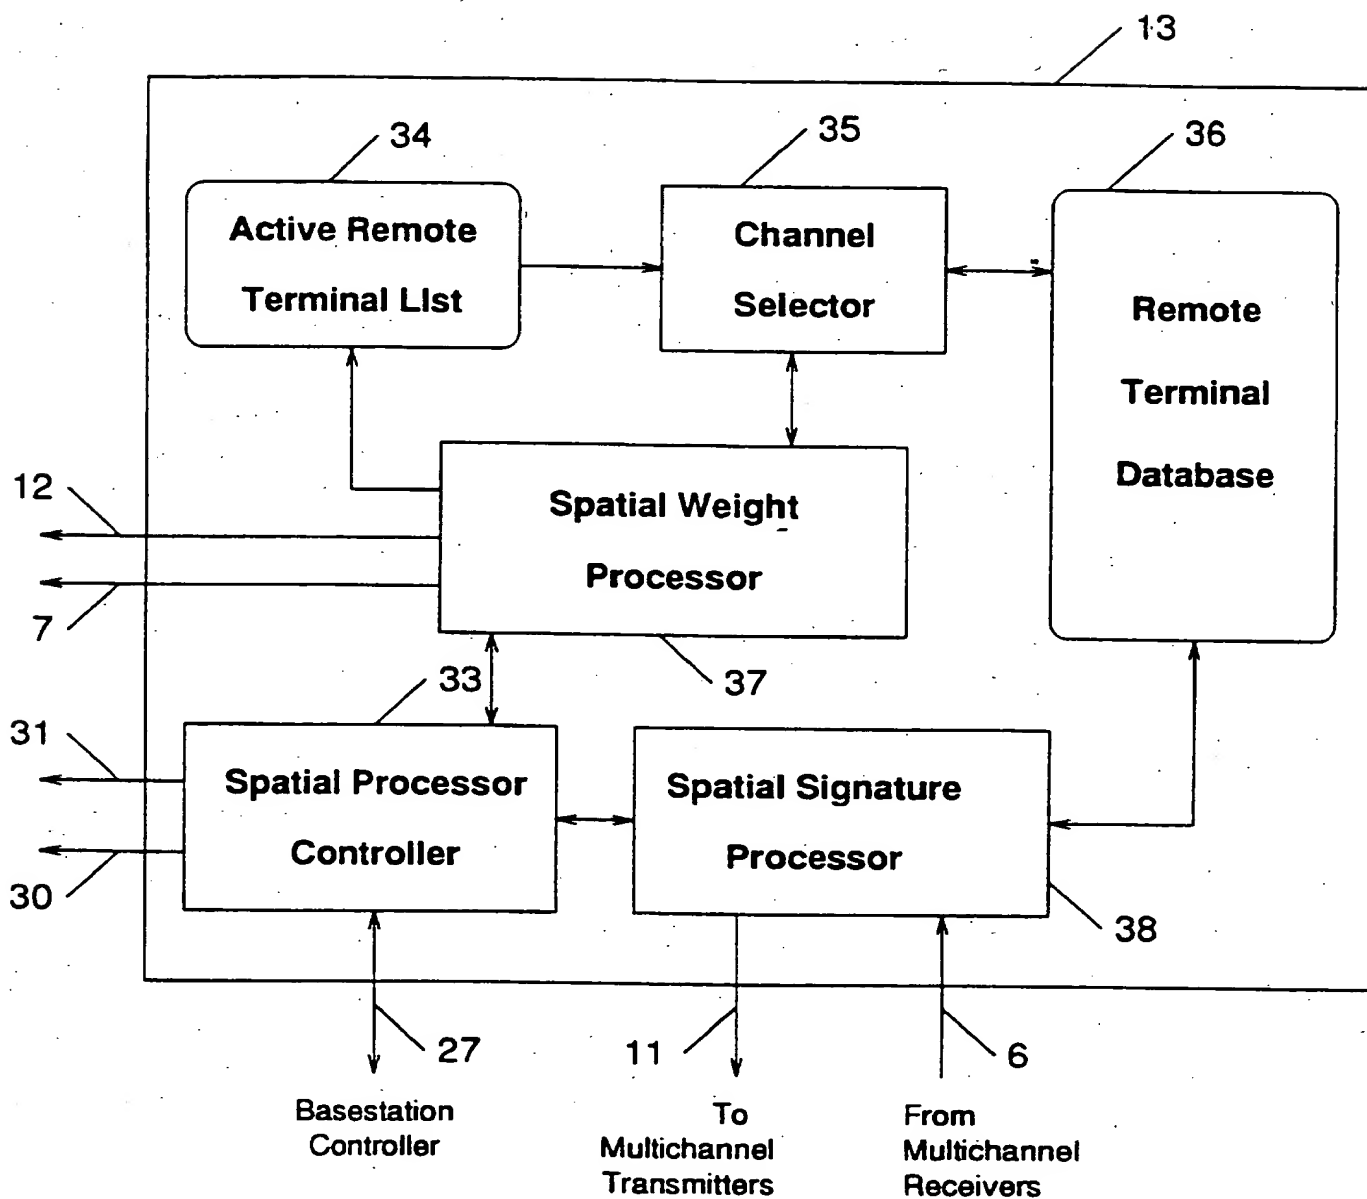 13
34
35
36
Active Remote
Terminal LIst
Channel
Selector
Remote
Terminal
Database
12
7
Spatial Weight
Processor
37
33
31
30
Spatial Processor
Controller
Spatial Signature
Processor
38
27
11
6
Basestation
Controller
To
Multichannel
Transmitters
From
Multichannel
Receivers